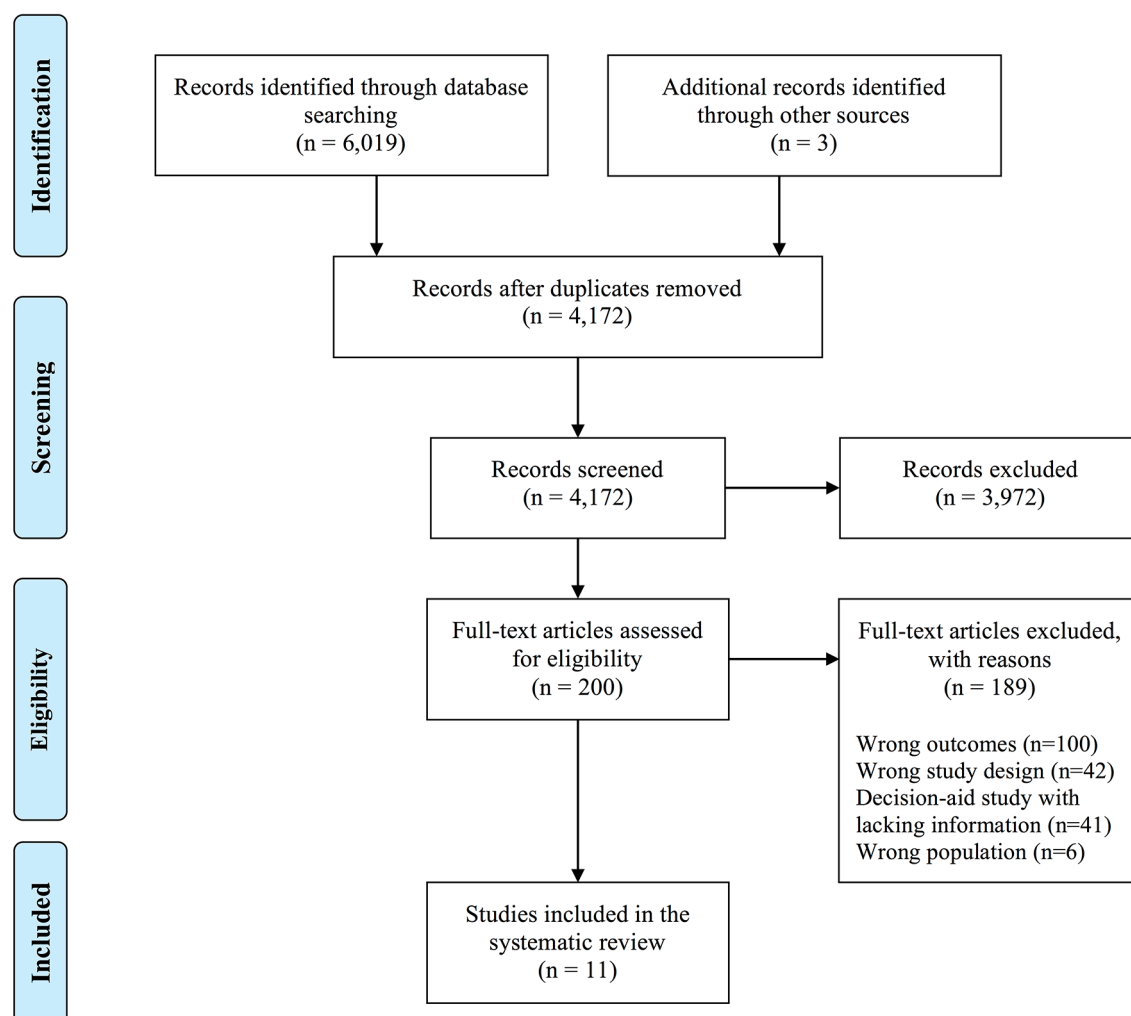 Identification
Records identified through database
searching
(n = 6,019)
Additional records identified
through other sources
(n = 3)
Records after duplicates removed
(n = 4,172)
Screening
Records screened
(n = 4,172)
Records excluded
(n = 3,972)
Eligibility
Full-text articles assessed
for eligibility
(n = 200)
Full-text articles excluded,
with reasons
(n = 189)
Wrong outcomes (n=100)
Wrong study design (n=42)
Decision-aid study with
lacking information (n=41)
Wrong population (n=6)
Included
Studies included in the
systematic review
(n = 11)